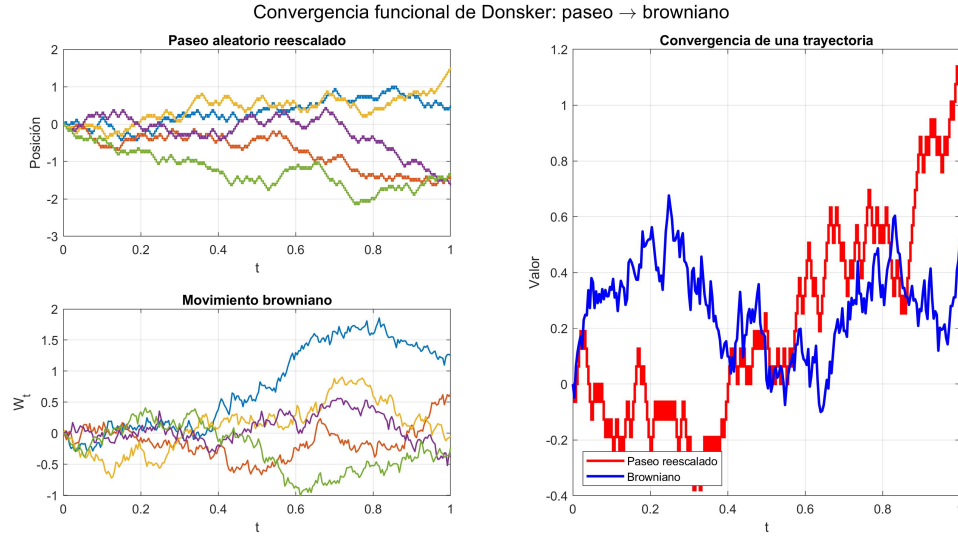 Convergencia funcional de Donsker: paseo → browniano
Paseo aleatorio reescalado
2
1
0
-1
-2
-3
Posición
0 0.2 0.4 0.6 0.8 1
t
Movimiento browniano
2
1.5
1
0.5
0
-0.5
-1
W_t
0 0.2 0.4 0.6 0.8 1
t
Convergencia de una trayectoria
1.2
1
0.8
0.6
0.4
0.2
0
-0.2
-0.4
Valor
Paseo reescalado
Browniano
0 0.2 0.4 0.6 0.8 1
t